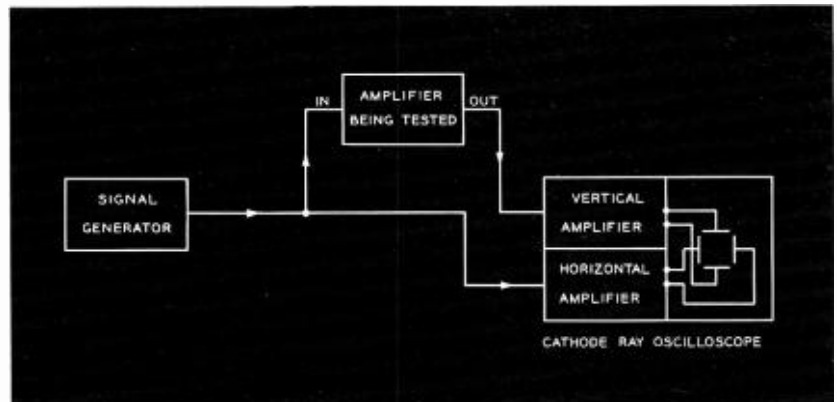 IN
AMPLIFIER
BEING TESTED
OUT
SIGNAL
GENERATOR
VERTICAL
AMPLIFIER
HORIZONTAL
AMPLIFIER
CATHODE RAY OSCILLOSCOPE